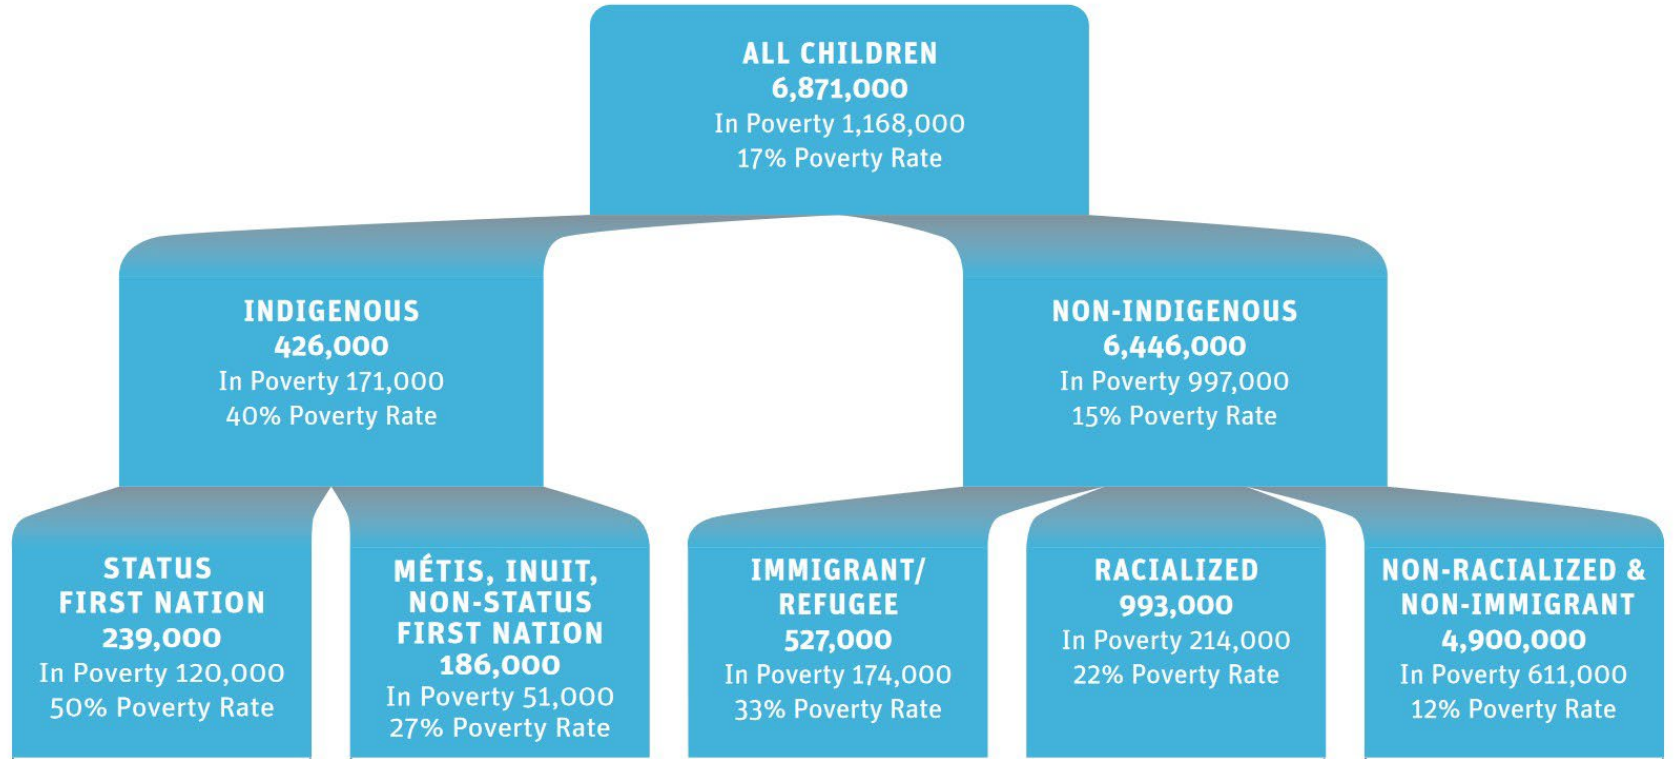 ALL CHILDREN
6,871,000
In Poverty 1,168,000
17% Poverty Rate
INDIGENOUS
426,000
In Poverty 171,000
40% Poverty Rate
NON-INDIGENOUS
6,446,000
In Poverty 997,000
15% Poverty Rate
STATUS
FIRST NATION
239,000
In Poverty 120,000
50% Poverty Rate
MÉTIS, INUIT,
NON-STATUS
FIRST NATION
186,000
In Poverty 51,000
27% Poverty Rate
IMMIGRANT/
REFUGEE
527,000
In Poverty 174,000
33% Poverty Rate
RACIALIZED
993,000
In Poverty 214,000
22% Poverty Rate
NON-RACIALIZED &
NON-IMMIGRANT
4,900,000
In Poverty 611,000
12% Poverty Rate